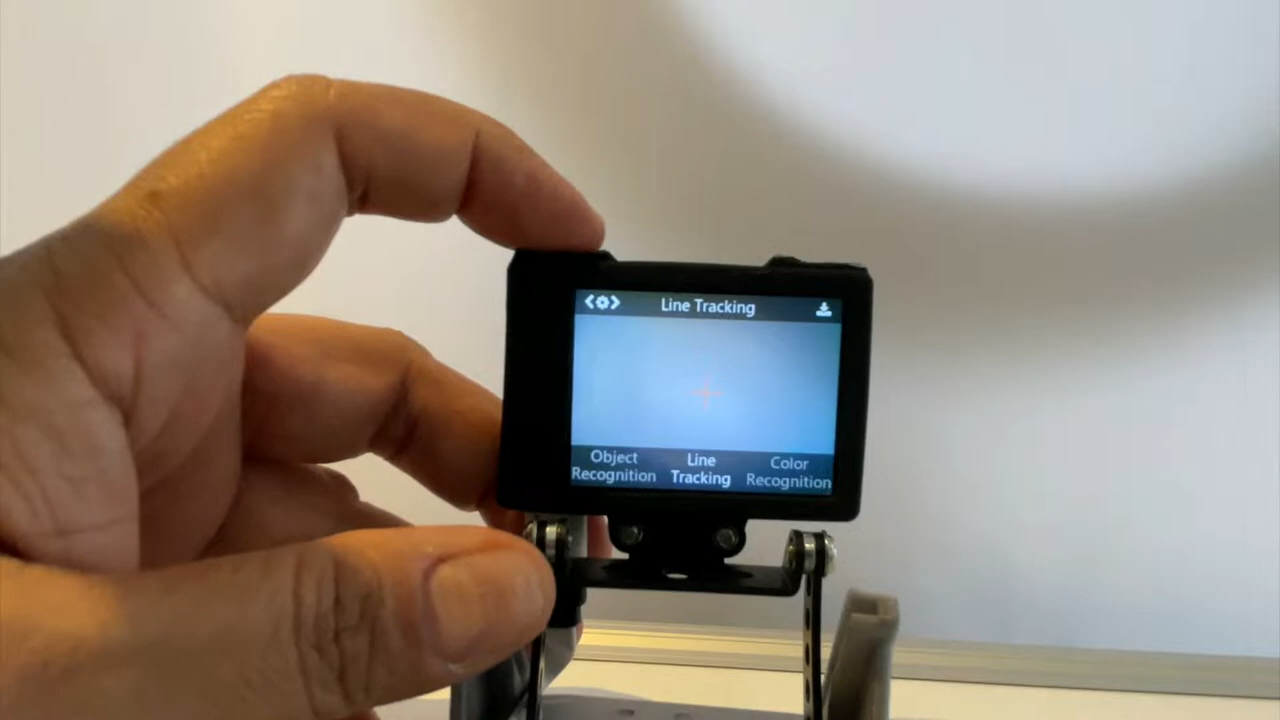 Line Tracking
Object
Recognition
Line
Tracking
Color
Recognition